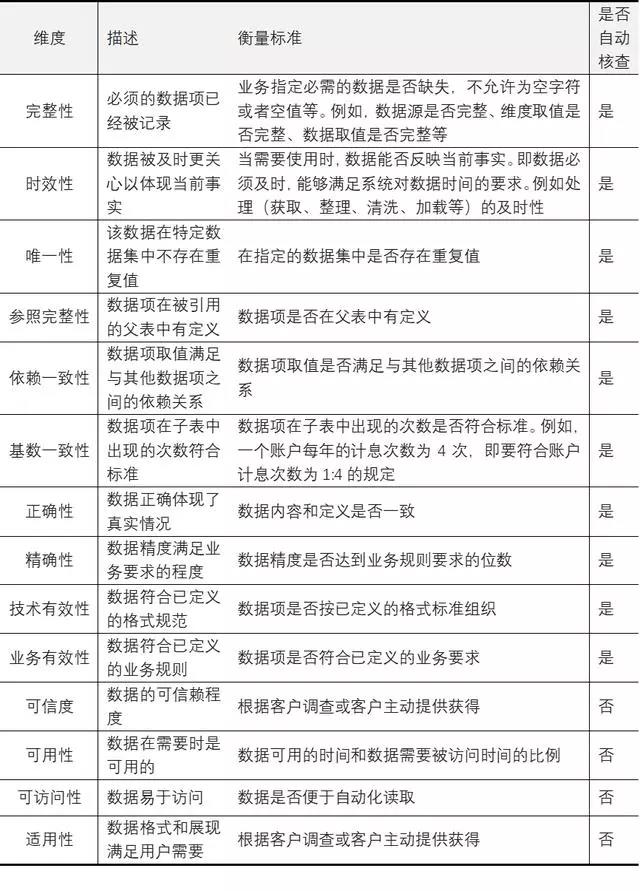 维度 描述 衡量标准 是否
自动
核查
完整性 必须的数据项已
经被记录 业务指定必需的数据是否缺失，不允许为空字符
或者空值等。例如，数据源是否完整、维度取值是
否完整、数据取值是否完整等 是
时效性 数据被及时更关
心以体现当前事
实 当需要使用时，数据能否反映当前事实。即数据必
须及时，能够满足系统对数据时间的要求。例如处
理（获取、整理、清洗、加载等）的及时性 是
唯一性 该数据在特定数
据集中不存在重
复值 在指定的数据集中是否存在重复值 是
参照完整性 数据项在被引用
的父表中有定义 数据项是否在父表中有定义 是
依赖一致性 数据项取值满足
与其他数据项之
间的依赖关系 数据项取值是否满足与其他数据项之间的依赖关
系 是
基数一致性 数据项在子表中
出现的次数符合
标准 数据项在子表中出现的次数是否符合标准。例如，
一个账户每年的计息次数为 4 次，即要符合账户
计息次数为 1:4 的规定 是
正确性 数据正确体现了
真实情况 数据内容和定义是否一致 是
精确性 数据精度满足业
务要求的程度 数据精度是否达到业务规则要求的位数 是
技术有效性 数据符合已定义
的格式规范 数据项是否按已定义的格式标准组织 是
业务有效性 数据符合已定义
的业务规则 数据项是否符合已定义的业务要求 是
可信度 数据的可信赖程
度 根据客户调查或客户主动提供获得 否
可用性 数据在需要时是
可用的 数据可用的时间和数据需要被访问时间的比例 否
可访问性 数据易于访问 数据是否便于自动化读取 否
适用性 数据格式和展现
满足用户需要 根据客户调查或客户主动提供获得 否